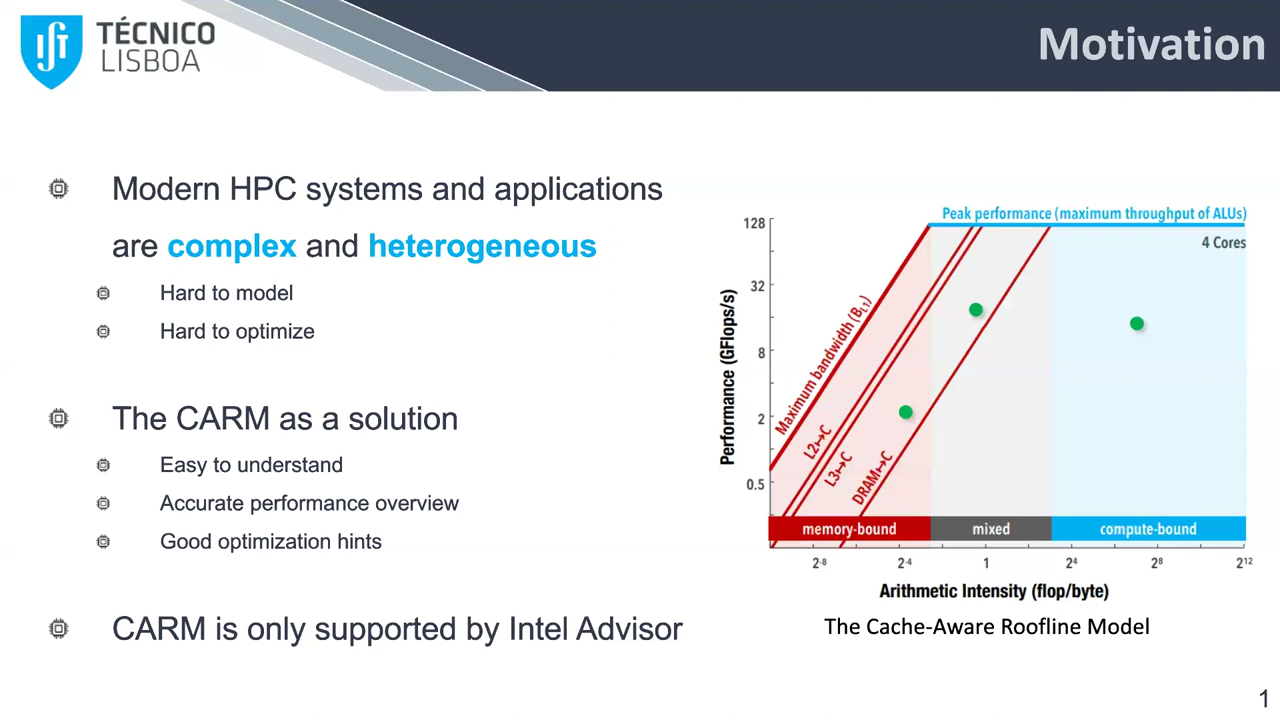 TÉCNICO
LISBOA
Motivation
Modern HPC systems and applications
are complex and heterogeneous
Hard to model
Hard to optimize
The CARM as a solution
Easy to understand
Accurate performance overview
Good optimization hints
CARM is only supported by Intel Advisor
Peak performance (maximum throughput of ALUs)
4 Cores
128
32
8
2
0.5
Performance (GFlops/s)
Maximum bandwidth (BL1)
L2↦C
L3↦C
DRAM↦C
memory-bound
mixed
compute-bound
2-8
2-4
1
24
28
212
Arithmetic Intensity (flop/byte)
The Cache-Aware Roofline Model
1